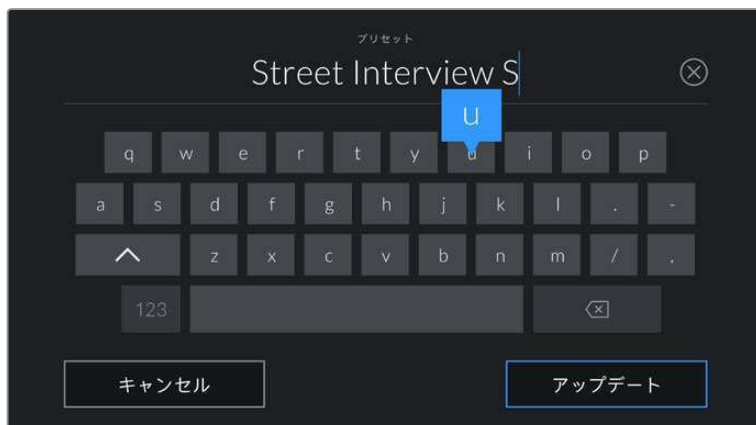 プリセット
Street Interview S
u
q w e r t y u i o p
a s d f g h j k l . -
z x c v b n m / ,
123
キャンセル アップデート